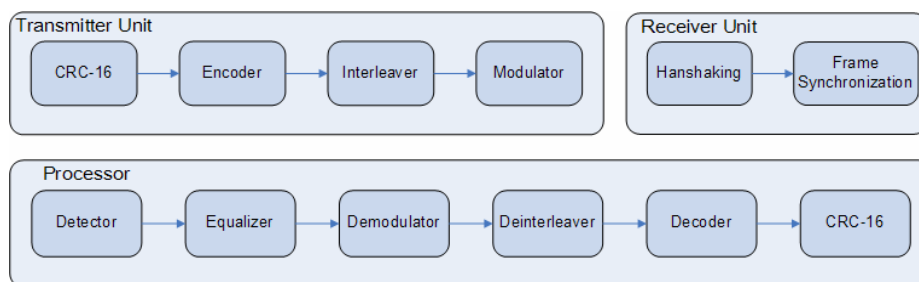 Transmitter Unit
CRC-16
Encoder
Interleaver
Modulator
Receiver Unit
Hanshaking
Frame
Synchronization
Processor
Detector
Equalizer
Demodulator
Deinterleaver
Decoder
CRC-16